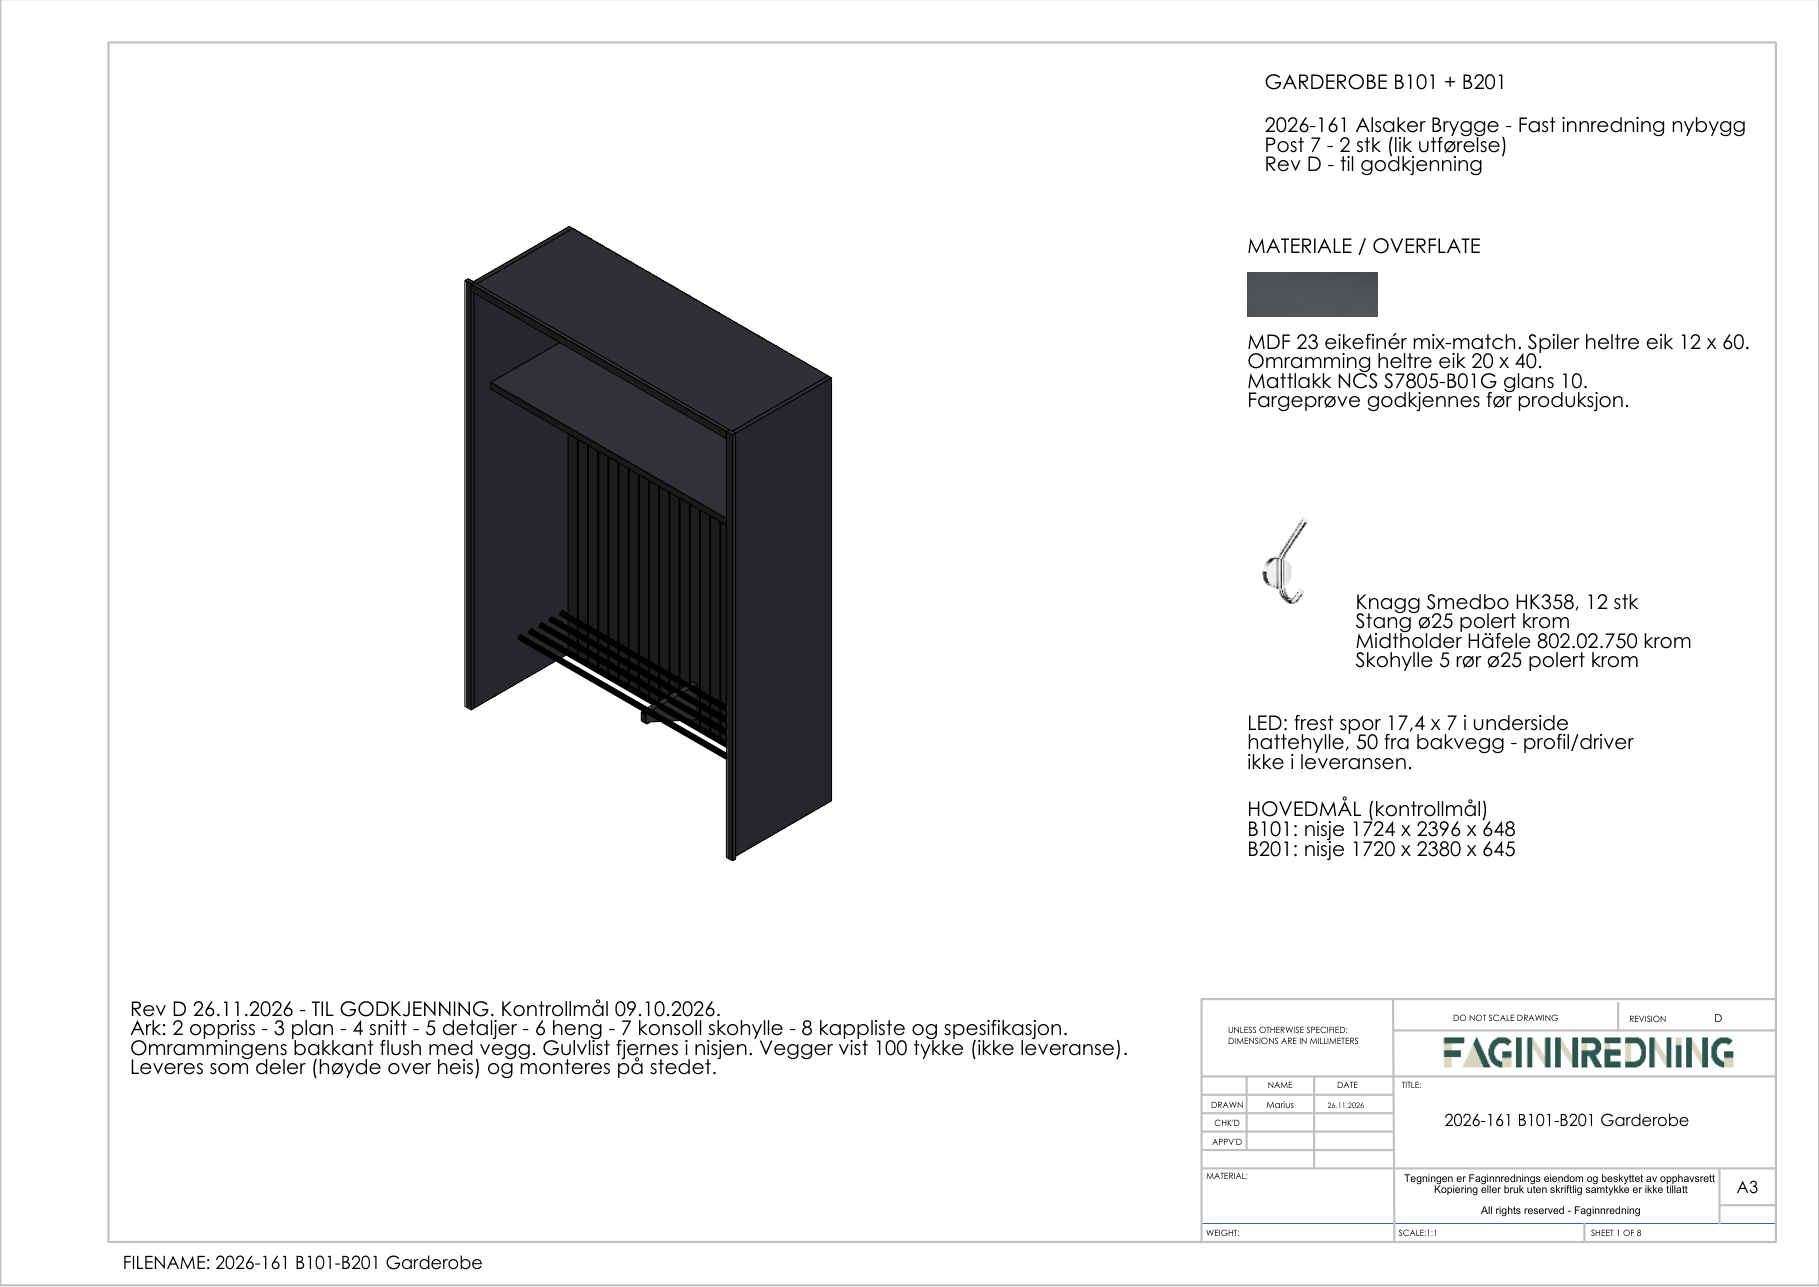 GARDEROBE B101 + B201
2026-161 Alsaker Brygge - Fast innredning nybygg
Post 7 - 2 stk (lik utførelse)
Rev D - til godkjenning
MATERIALE / OVERFLATE
MDF 23 eikefinér mix-match. Spiler heltre eik 12 x 60.
Omramming heltre eik 20 x 40.
Mattlakk NCS S7805-B01G glans 10.
Fargeprøve godkjennes før produksjon.
Knagg Smedbo HK358, 12 stk
Stang ø25 polert krom
Midtholder Häfele 802.02.750 krom
Skohylle 5 rør ø25 polert krom
LED: frest spor 17,4 x 7 i underside
hattehylle, 50 fra bakvegg - profil/driver
ikke i leveransen.
HOVEDMÅL (kontrollmål)
B101: nisje 1724 x 2396 x 648
B201: nisje 1720 x 2380 x 645
Rev D 26.11.2026 - TIL GODKJENNING. Kontrollmål 09.10.2026.
Ark: 2 oppriss - 3 plan - 4 snitt - 5 detaljer - 6 heng - 7 konsoll skohylle - 8 kappliste og spesifikasjon.
Omrammingens bakkant flush med vegg. Gulvlist fjernes i nisjen. Vegger vist 100 tykke (ikke leveranse).
Leveres som deler (høyde over heis) og monteres på stedet.
UNLESS OTHERWISE SPECIFIED:
DIMENSIONS ARE IN MILLIMETERS
DO NOT SCALE DRAWING
REVISION D
FAGINNREDNING
NAME DATE
DRAWN Marius 26.11.2026
CHK'D
APPV'D
TITLE:
2026-161 B101-B201 Garderobe
MATERIAL:
Tegningen er Faginnrednings eiendom og beskyttet av opphavsrett
Kopiering eller bruk uten skriftlig samtykke er ikke tillatt
All rights reserved - Faginnredning
A3
WEIGHT:
SCALE:1:1
SHEET 1 OF 8
FILENAME: 2026-161 B101-B201 Garderobe